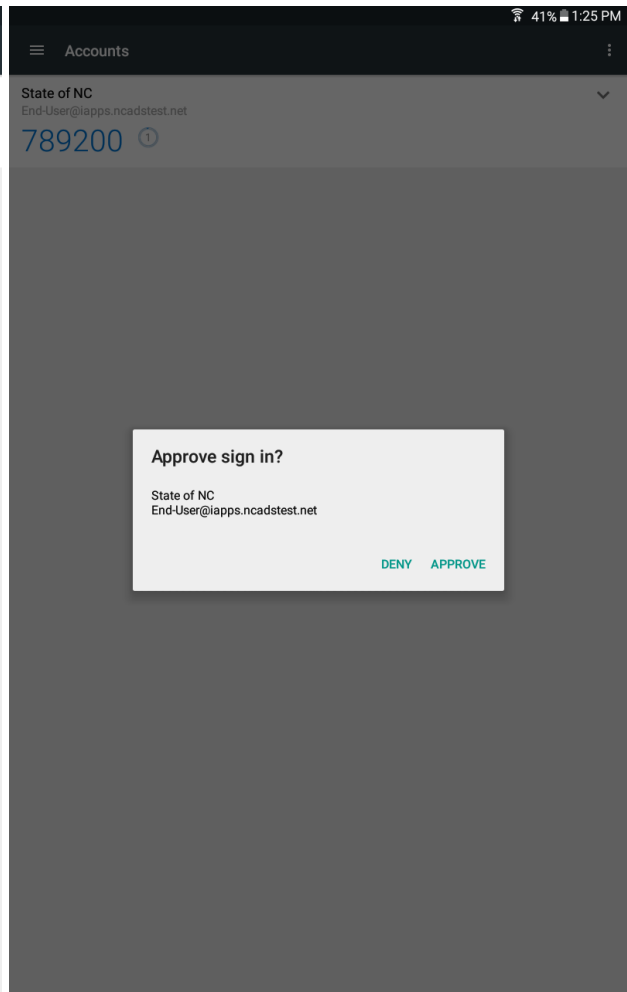 41% 1:25 PM
Accounts
State of NC
End-User@iapps.ncadstest.net
789200 1
Approve sign in?
State of NC
End-User@iapps.ncadstest.net
DENY APPROVE